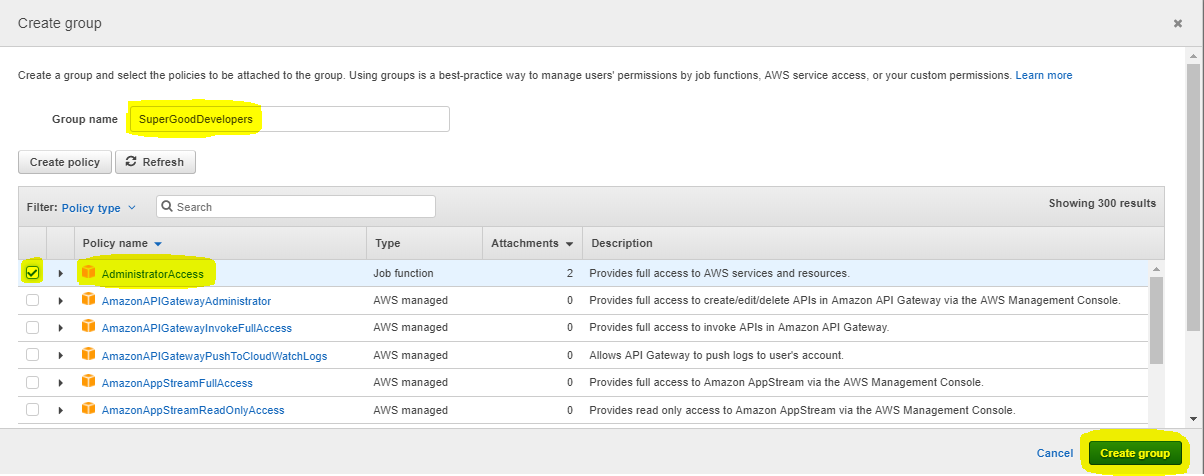 Create group
Create a group and select the policies to be attached to the group. Using groups is a best-practice way to manage users' permissions by job functions, AWS service access, or your custom permissions. Learn more
Group name SuperGoodDevelopers
Create policy Refresh
Filter: Policy type Search Showing 300 results
Policy name Type Attachments Description
AdministratorAccess Job function 2 Provides full access to AWS services and resources.
AmazonAPIGatewayAdministrator AWS managed 0 Provides full access to create/edit/delete APIs in Amazon API Gateway via the AWS Management Console.
AmazonAPIGatewayInvokeFullAccess AWS managed 0 Provides full access to invoke APIs in Amazon API Gateway.
AmazonAPIGatewayPushToCloudWatchLogs AWS managed 0 Allows API Gateway to push logs to user's account.
AmazonAppStreamFullAccess AWS managed 0 Provides full access to Amazon AppStream via the AWS Management Console.
AmazonAppStreamReadOnlyAccess AWS managed 0 Provides read only access to Amazon AppStream via the AWS Management Console.
Cancel Create group